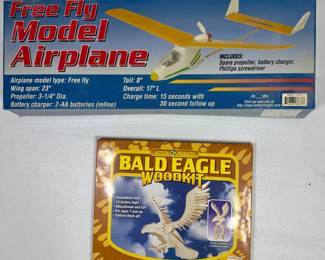 Free Fly
Model
Airplane
INCLUDES:
Spare propeller, battery charger,
Phillips screwdriver
Airplane model type: Free fly
Wing span: 23"
Propeller: 3-1/4" Dia.
Battery charger: 2-AA batteries (inline)
Tail: 8"
Overall: 17" L
Charge time: 15 seconds with
30 second follow up
BALD EAGLE
WOODKIT